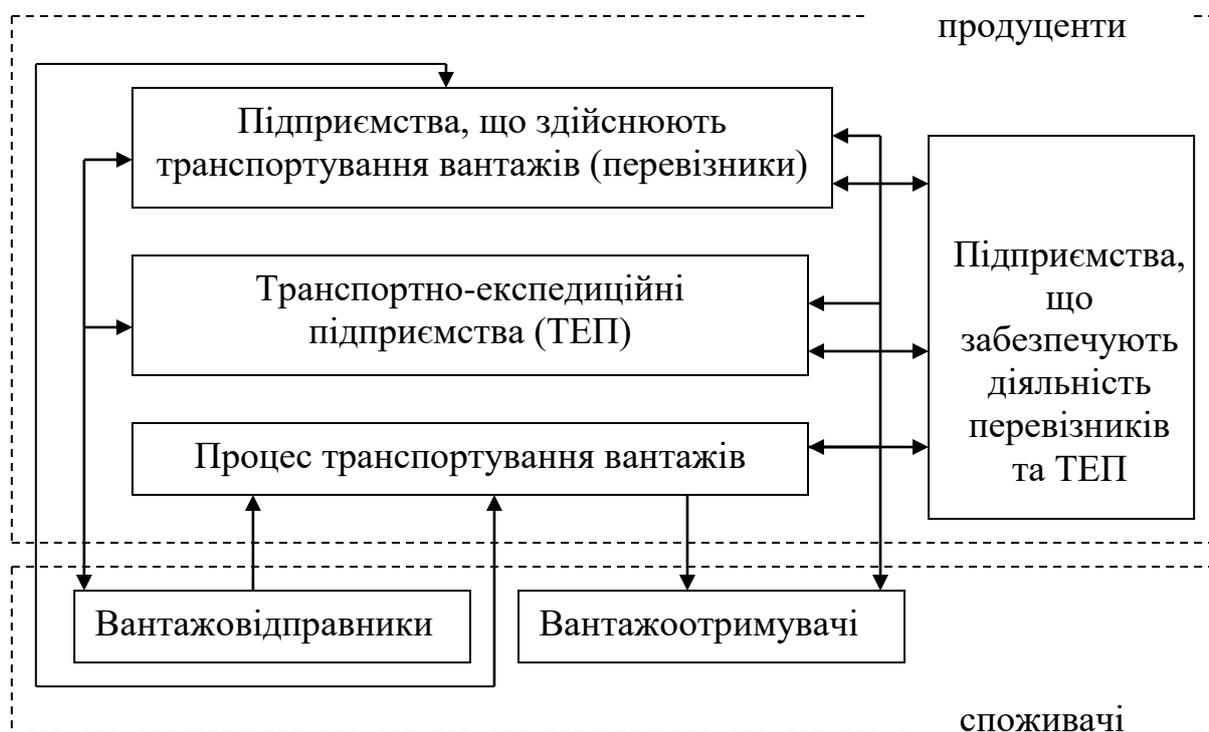 продуценти
Підприємства, що здійснюють
транспортування вантажів (перевізники)
Транспортно-експедиційні
підприємства (ТЕП)
Процес транспортування вантажів
Підприємства,
що
забезпечують
діяльність
перевізників
та ТЕП
Вантажовідправники
Вантажоотримувачі
споживачі